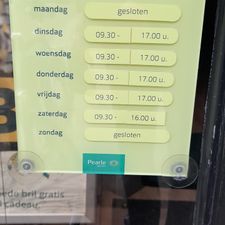 maandag gesloten
dinsdag 09.30 - 17.00 u.
woensdag 09.30 - 17.00 u.
donderdag 09.30 - 17.00 u.
vrijdag 09.30 - 17.00 u.
zaterdag 09.30 - 16.00 u.
zondag gesloten
Pearle
bril gratis
cadeau.